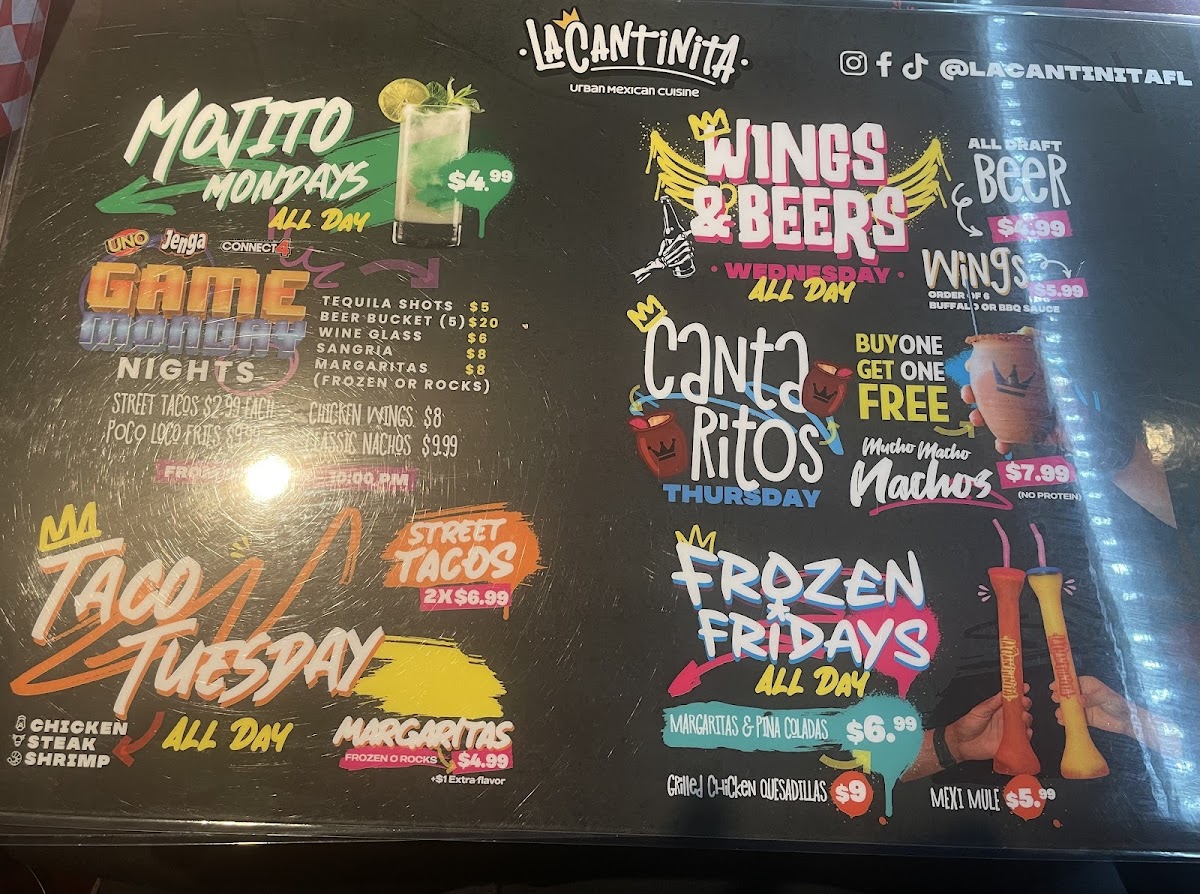 LACANTINITA
Urban Mexican Cuisine
@LACANTINITAFL
MOJITO
MONDAYS
ALL DAY
$4.99
UNO Jenga CONNECT4
GAME
MONDAY
NIGHTS
TEQUILA SHOTS $5
BEER BUCKET (5) $20
WINE GLASS $6
SANGRIA $8
MARGARITAS $8
(FROZEN OR ROCKS)
STREET TACOS $2.99 EACH
POCO LOCO FRIES
CHICKEN WINGS $8
CLASSIC NACHOS $9.99
10:00 PM
TACO
TUESDAY
ALL DAY
STREET
TACOS
2X $6.99
CHICKEN
STEAK
SHRIMP
MARGARITAS
FROZEN O ROCKS $4.99
+$1 Extra flavor
WINGS
& BEERS
WEDNESDAY
ALL DAY
ALL DRAFT
BEER
$4.99
WINGS
$5.99
ORDER OF 6
BUFFALO OR BBQ SAUCE
CANTA
RITOS
THURSDAY
BUY ONE
GET ONE
FREE
Mucho Macho
Nachos
$7.99
(NO PROTEIN)
FROZEN
FRIDAYS
ALL DAY
MARGARITAS & PINA COLADAS $6.99
Grilled Chicken QUESADILLAS $9
MEXI MULE $5.99